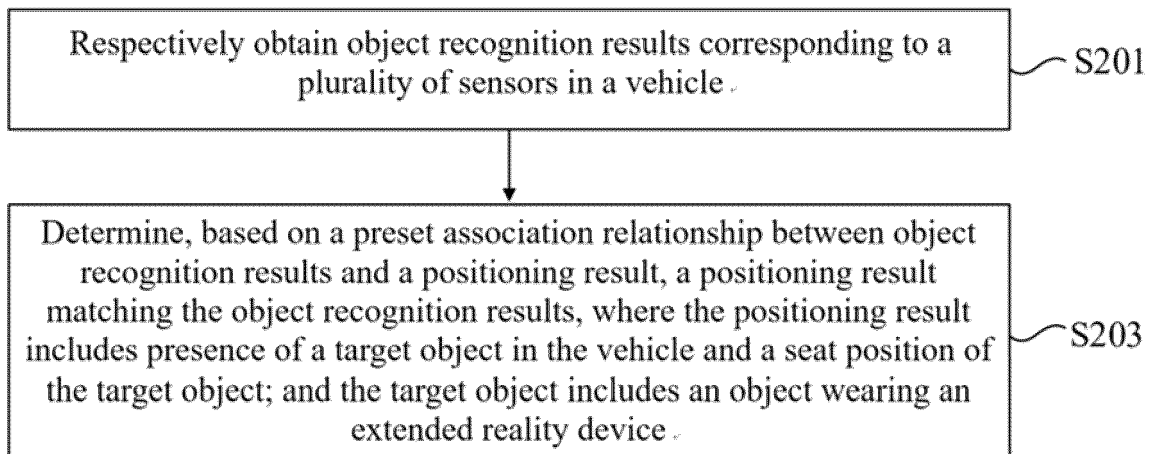 Respectively obtain object recognition results corresponding to a
plurality of sensors in a vehicle
S201
Determine, based on a preset association relationship between object
recognition results and a positioning result, a positioning result
matching the object recognition results, where the positioning result
includes presence of a target object in the vehicle and a seat position of
the target object; and the target object includes an object wearing an
extended reality device
S203